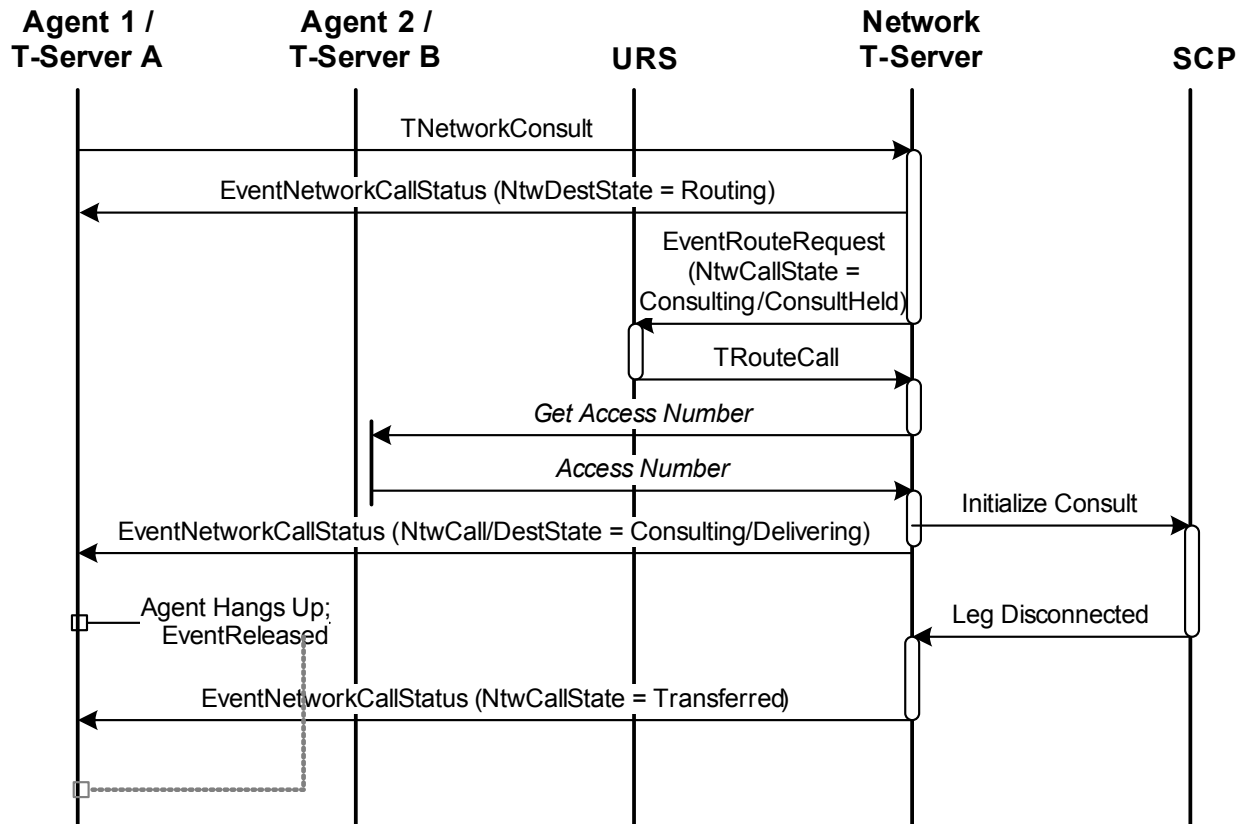 Agent 1 /
T-Server A
Agent 2 /
T-Server B
URS
Network
T-Server
SCP
TNetworkConsult
EventNetworkCallStatus (NtwDestState = Routing)
EventRouteRequest
(NtwCallState =
Consulting/ConsultHeld)
TRouteCall
Get Access Number
Access Number
Initialize Consult
EventNetworkCallStatus (NtwCall/DestState = Consulting/Delivering)
Agent Hangs Up;
EventReleased
Leg Disconnected
EventNetworkCallStatus (NtwCallState = Transferred)